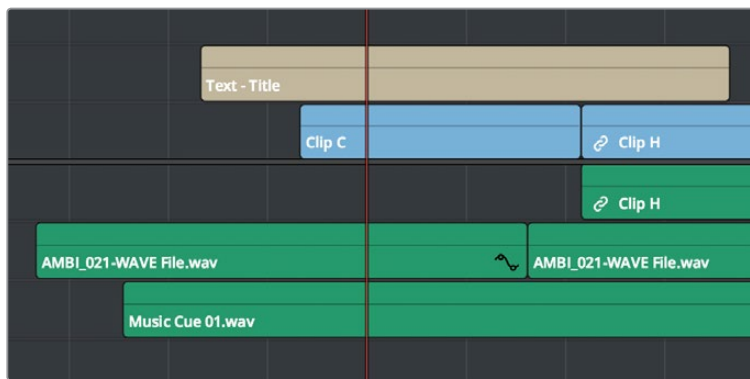 Text - Title
Clip C
Clip H
Clip H
AMBI_021-WAVE File.wav
AMBI_021-WAVE File.wav
Music Cue 01.wav